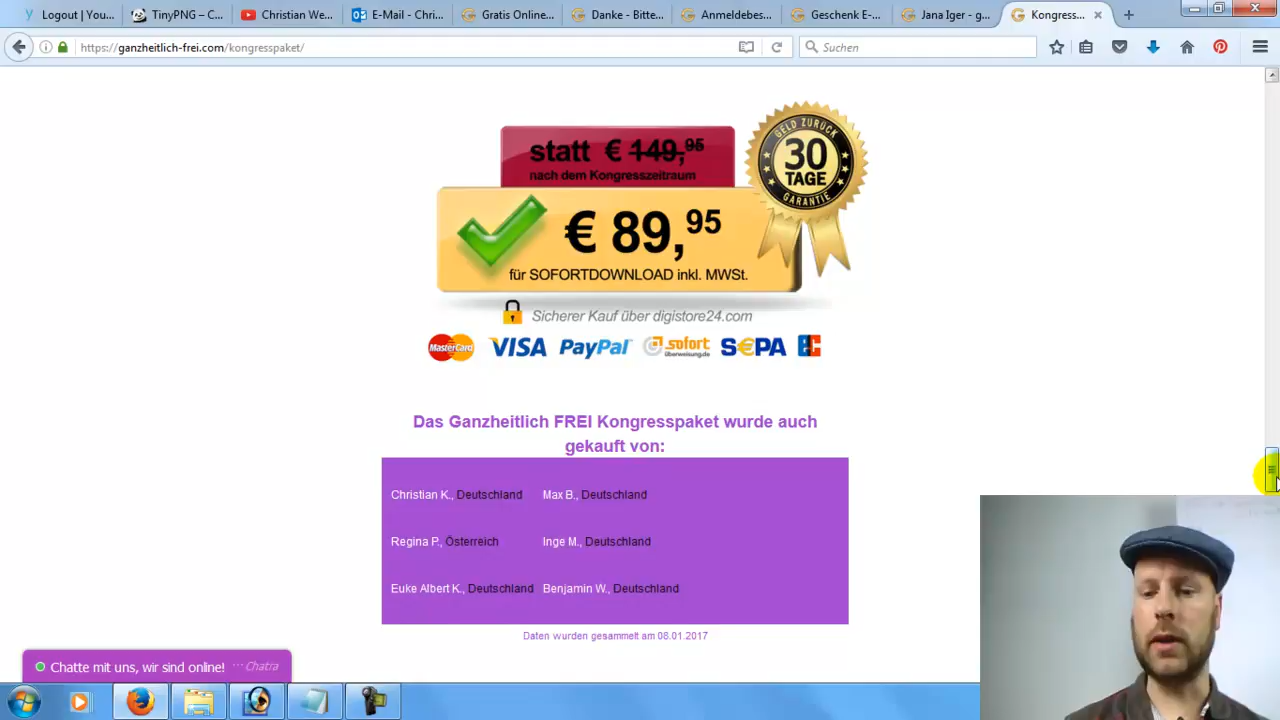 Logout | You...
TinyPNG – C...
Christian We...
E-Mail - Chri...
Gratis Online...
Danke - Bitte...
Anmeldebes...
Geschenk E-...
Jana Iger - g...
Kongress...
https://ganzheitlich-frei.com/kongresspaket/
Suchen
statt € 149,95
nach dem Kongresszeitraum
GELD ZURÜCK
30
TAGE
GARANTIE
€ 89,95
für SOFORTDOWNLOAD inkl. MWSt.
Sicherer Kauf über digistore24.com
MasterCard VISA PayPal sofort überweisung.de S€PA EC
Das Ganzheitlich FREI Kongresspaket wurde auch
gekauft von:
Christian K., Deutschland Max B., Deutschland
Regina P., Österreich Inge M., Deutschland
Euke Albert K., Deutschland Benjamin W., Deutschland
Daten wurden gesammelt am 08.01.2017
Chatte mit uns, wir sind online! Chatra